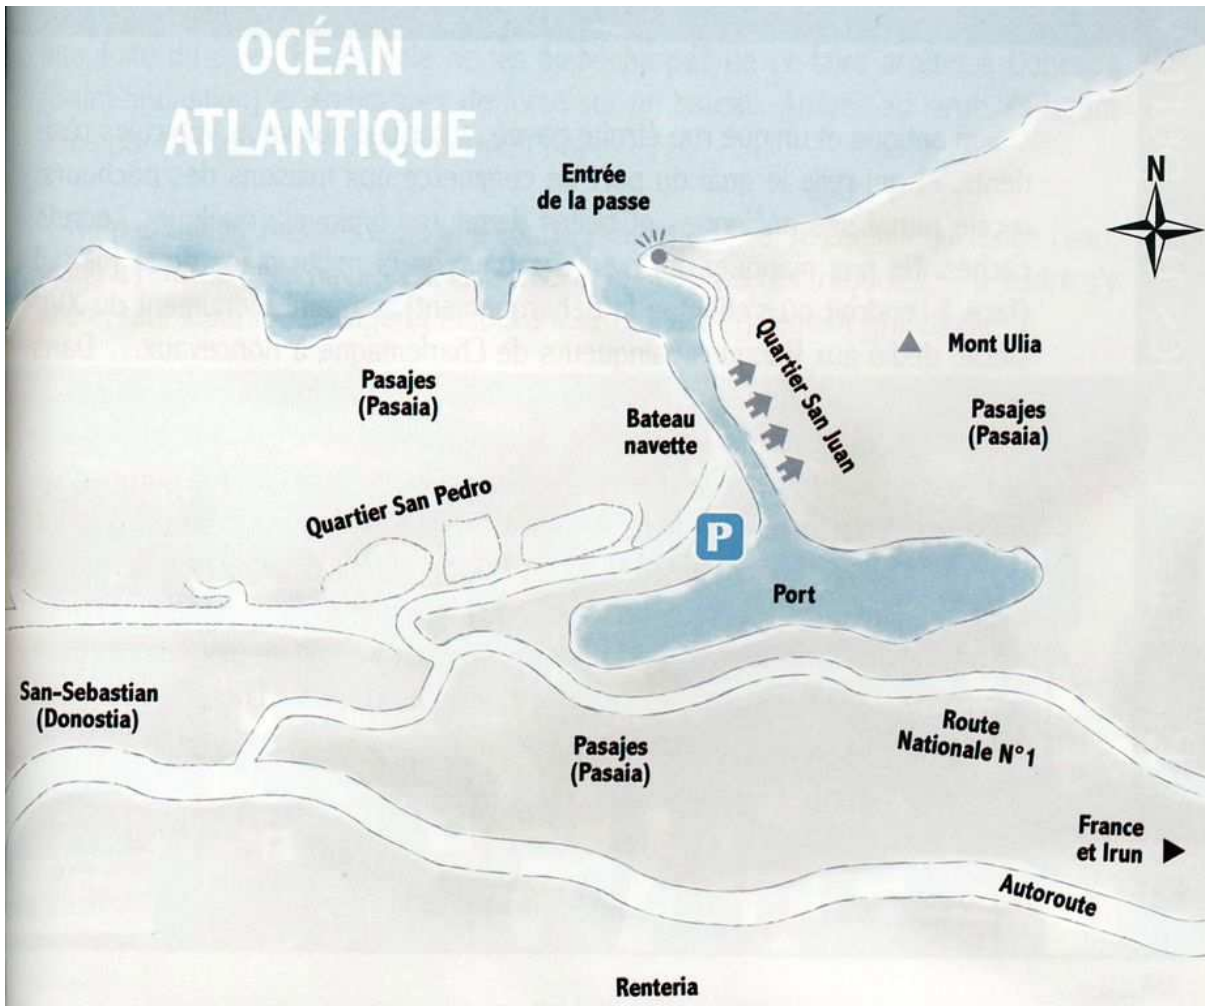 OCÉAN
ATLANTIQUE
Entrée
de la passe
N
Quartier San Juan
Mont Ulia
Pasajes
(Pasaia)
Pasajes
(Pasaia)
Bateau
navette
Quartier San Pedro
P
Port
San-Sebastian
(Donostia)
Route
Nationale N°1
Pasajes
(Pasaia)
France
et Irun
Autoroute
Renteria